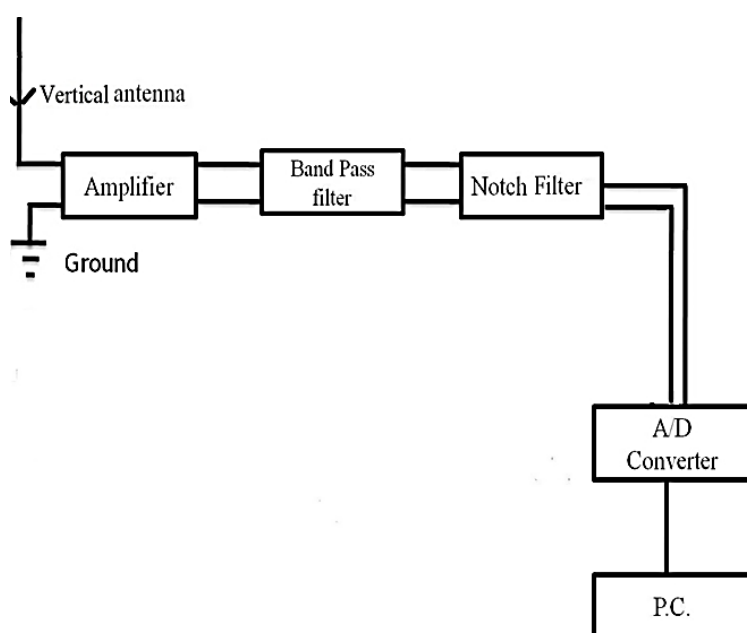 Vertical antenna
Amplifier
Band Pass
filter
Notch Filter
Ground
A/D
Converter
P.C.